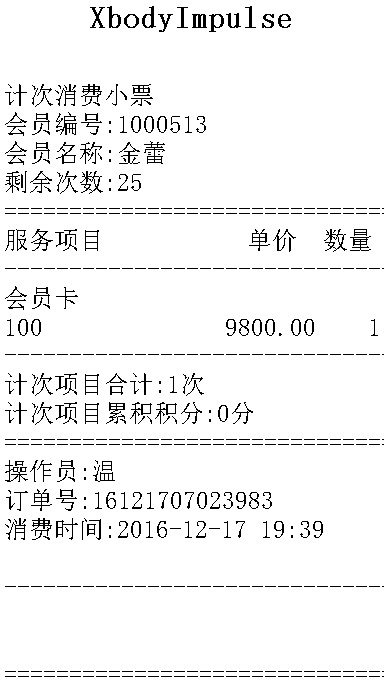 XbodyImpulse
计次消费小票
会员编号:1000513
会员名称:金蕾
剩余次数:25
==============================
服务项目 单价 数量
------------------------------
会员卡
100 9800.00 1
------------------------------
计次项目合计:1次
计次项目累积积分:0分
==============================
操作员:温
订单号:16121707023983
消费时间:2016-12-17 19:39
------------------------------
==============================